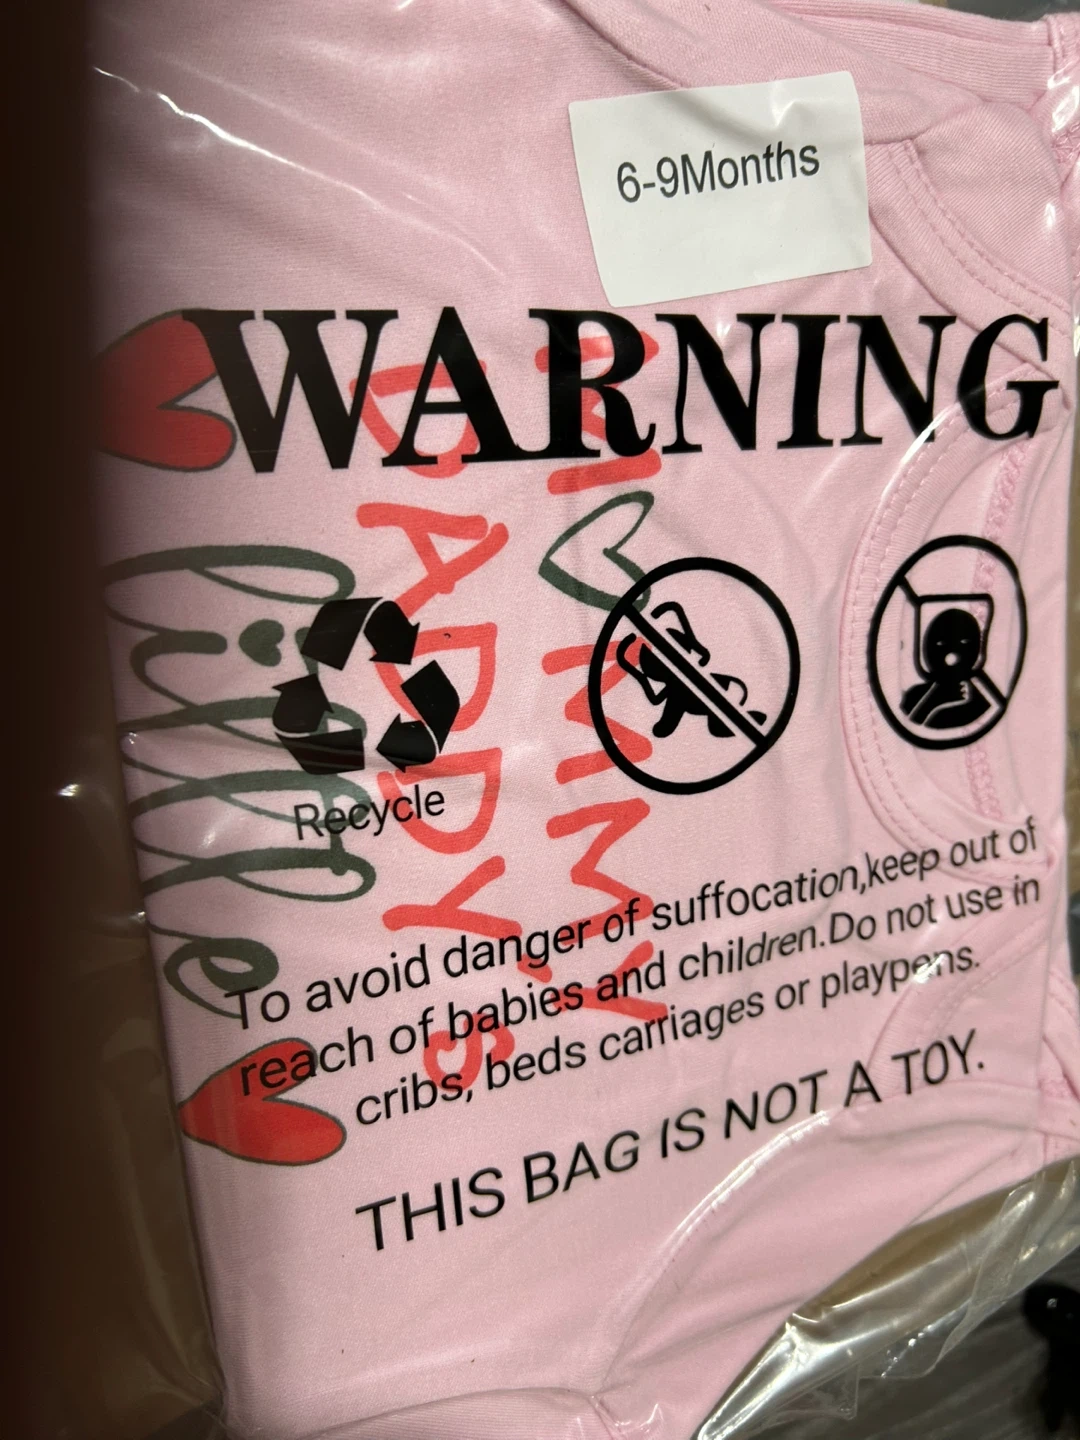 6-9Months
WARNING
Recycle
To avoid danger of suffocation,keep out of
reach of babies and children.Do not use in
cribs, beds carriages or playpens.
THIS BAG IS NOT A TOY.
M♡MMY
DADDY'S
little